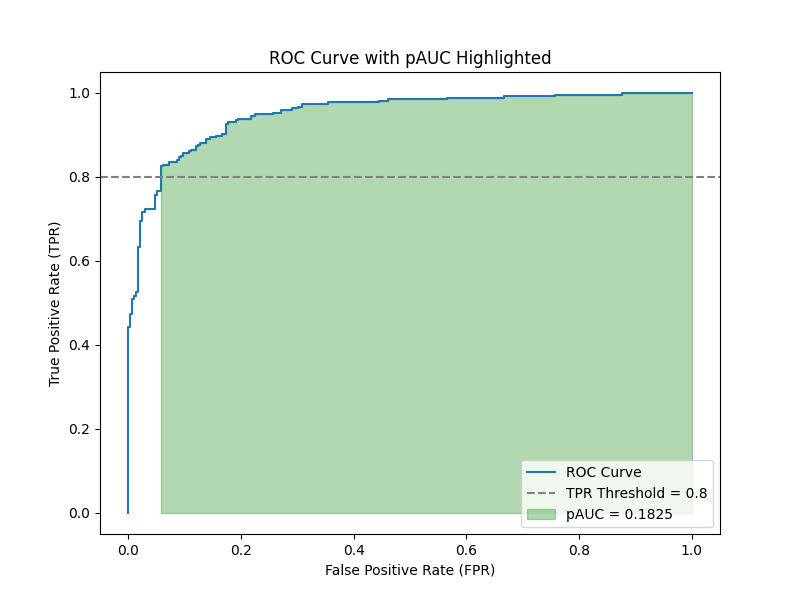 ROC Curve with pAUC Highlighted
True Positive Rate (TPR)
1.0
0.8
0.6
0.4
0.2
0.0
ROC Curve
TPR Threshold = 0.8
pAUC = 0.1825
0.0 0.2 0.4 0.6 0.8 1.0
False Positive Rate (FPR)